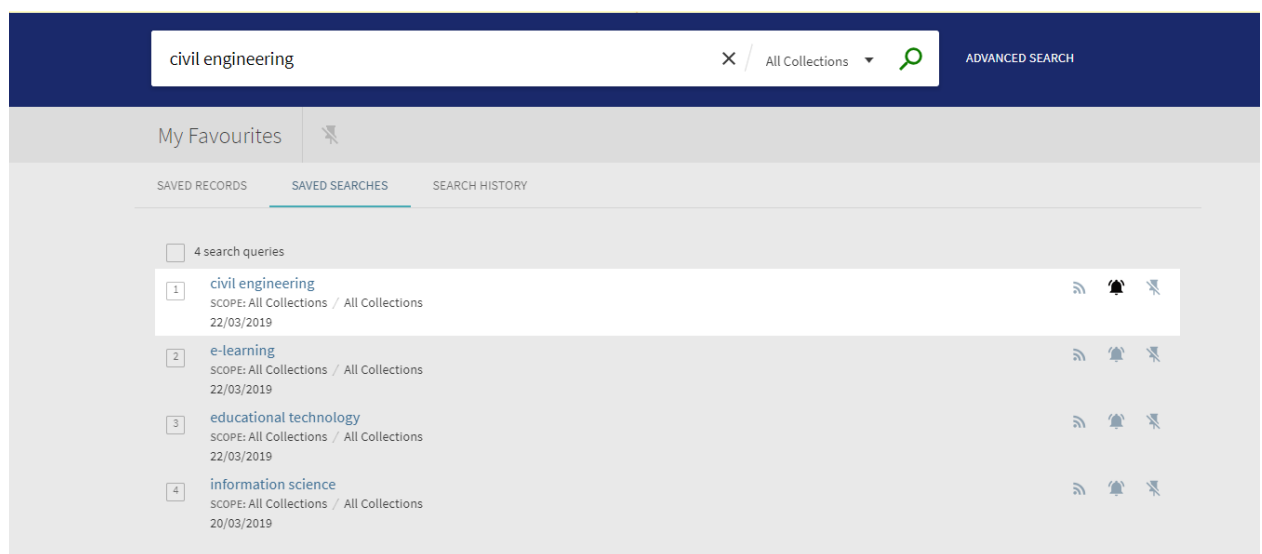 civil engineering All Collections ADVANCED SEARCH
My Favourites
SAVED RECORDS SAVED SEARCHES SEARCH HISTORY
4 search queries
1 civil engineering
SCOPE: All Collections / All Collections
22/03/2019
2 e-learning
SCOPE: All Collections / All Collections
22/03/2019
3 educational technology
SCOPE: All Collections / All Collections
22/03/2019
4 information science
SCOPE: All Collections / All Collections
20/03/2019